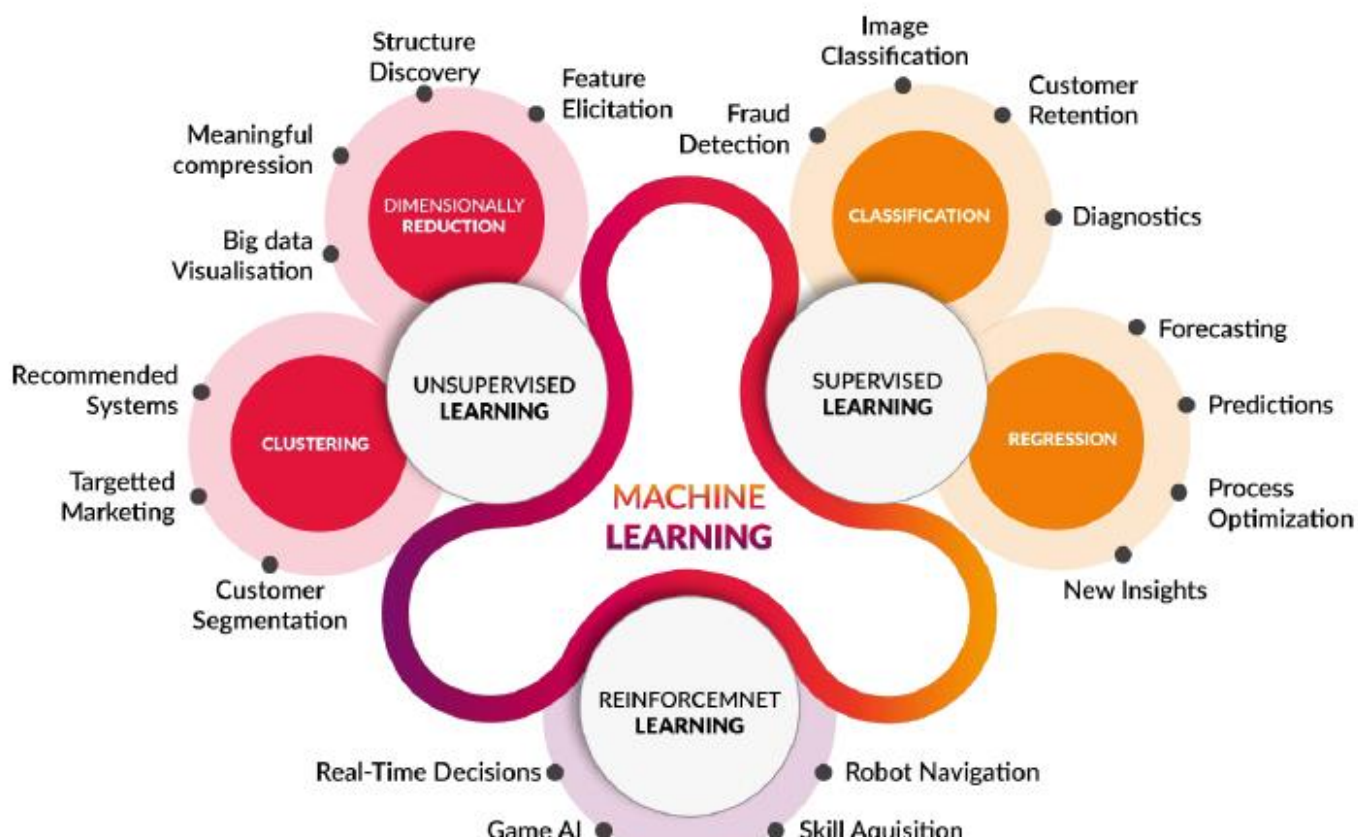 Structure
Discovery
Feature
Elicitation
Meaningful
compression
Big data
Visualisation
DIMENSIONALLY
REDUCTION
Recommended
Systems
Targetted
Marketing
Customer
Segmentation
CLUSTERING
UNSUPERVISED
LEARNING
Image
Classification
Customer
Retention
Fraud
Detection
Diagnostics
CLASSIFICATION
SUPERVISED
LEARNING
Forecasting
Predictions
Process
Optimization
New Insights
REGRESSION
MACHINE
LEARNING
REINFORCEMNET
LEARNING
Real-Time Decisions
Robot Navigation
Game AI
Skill Aquisition